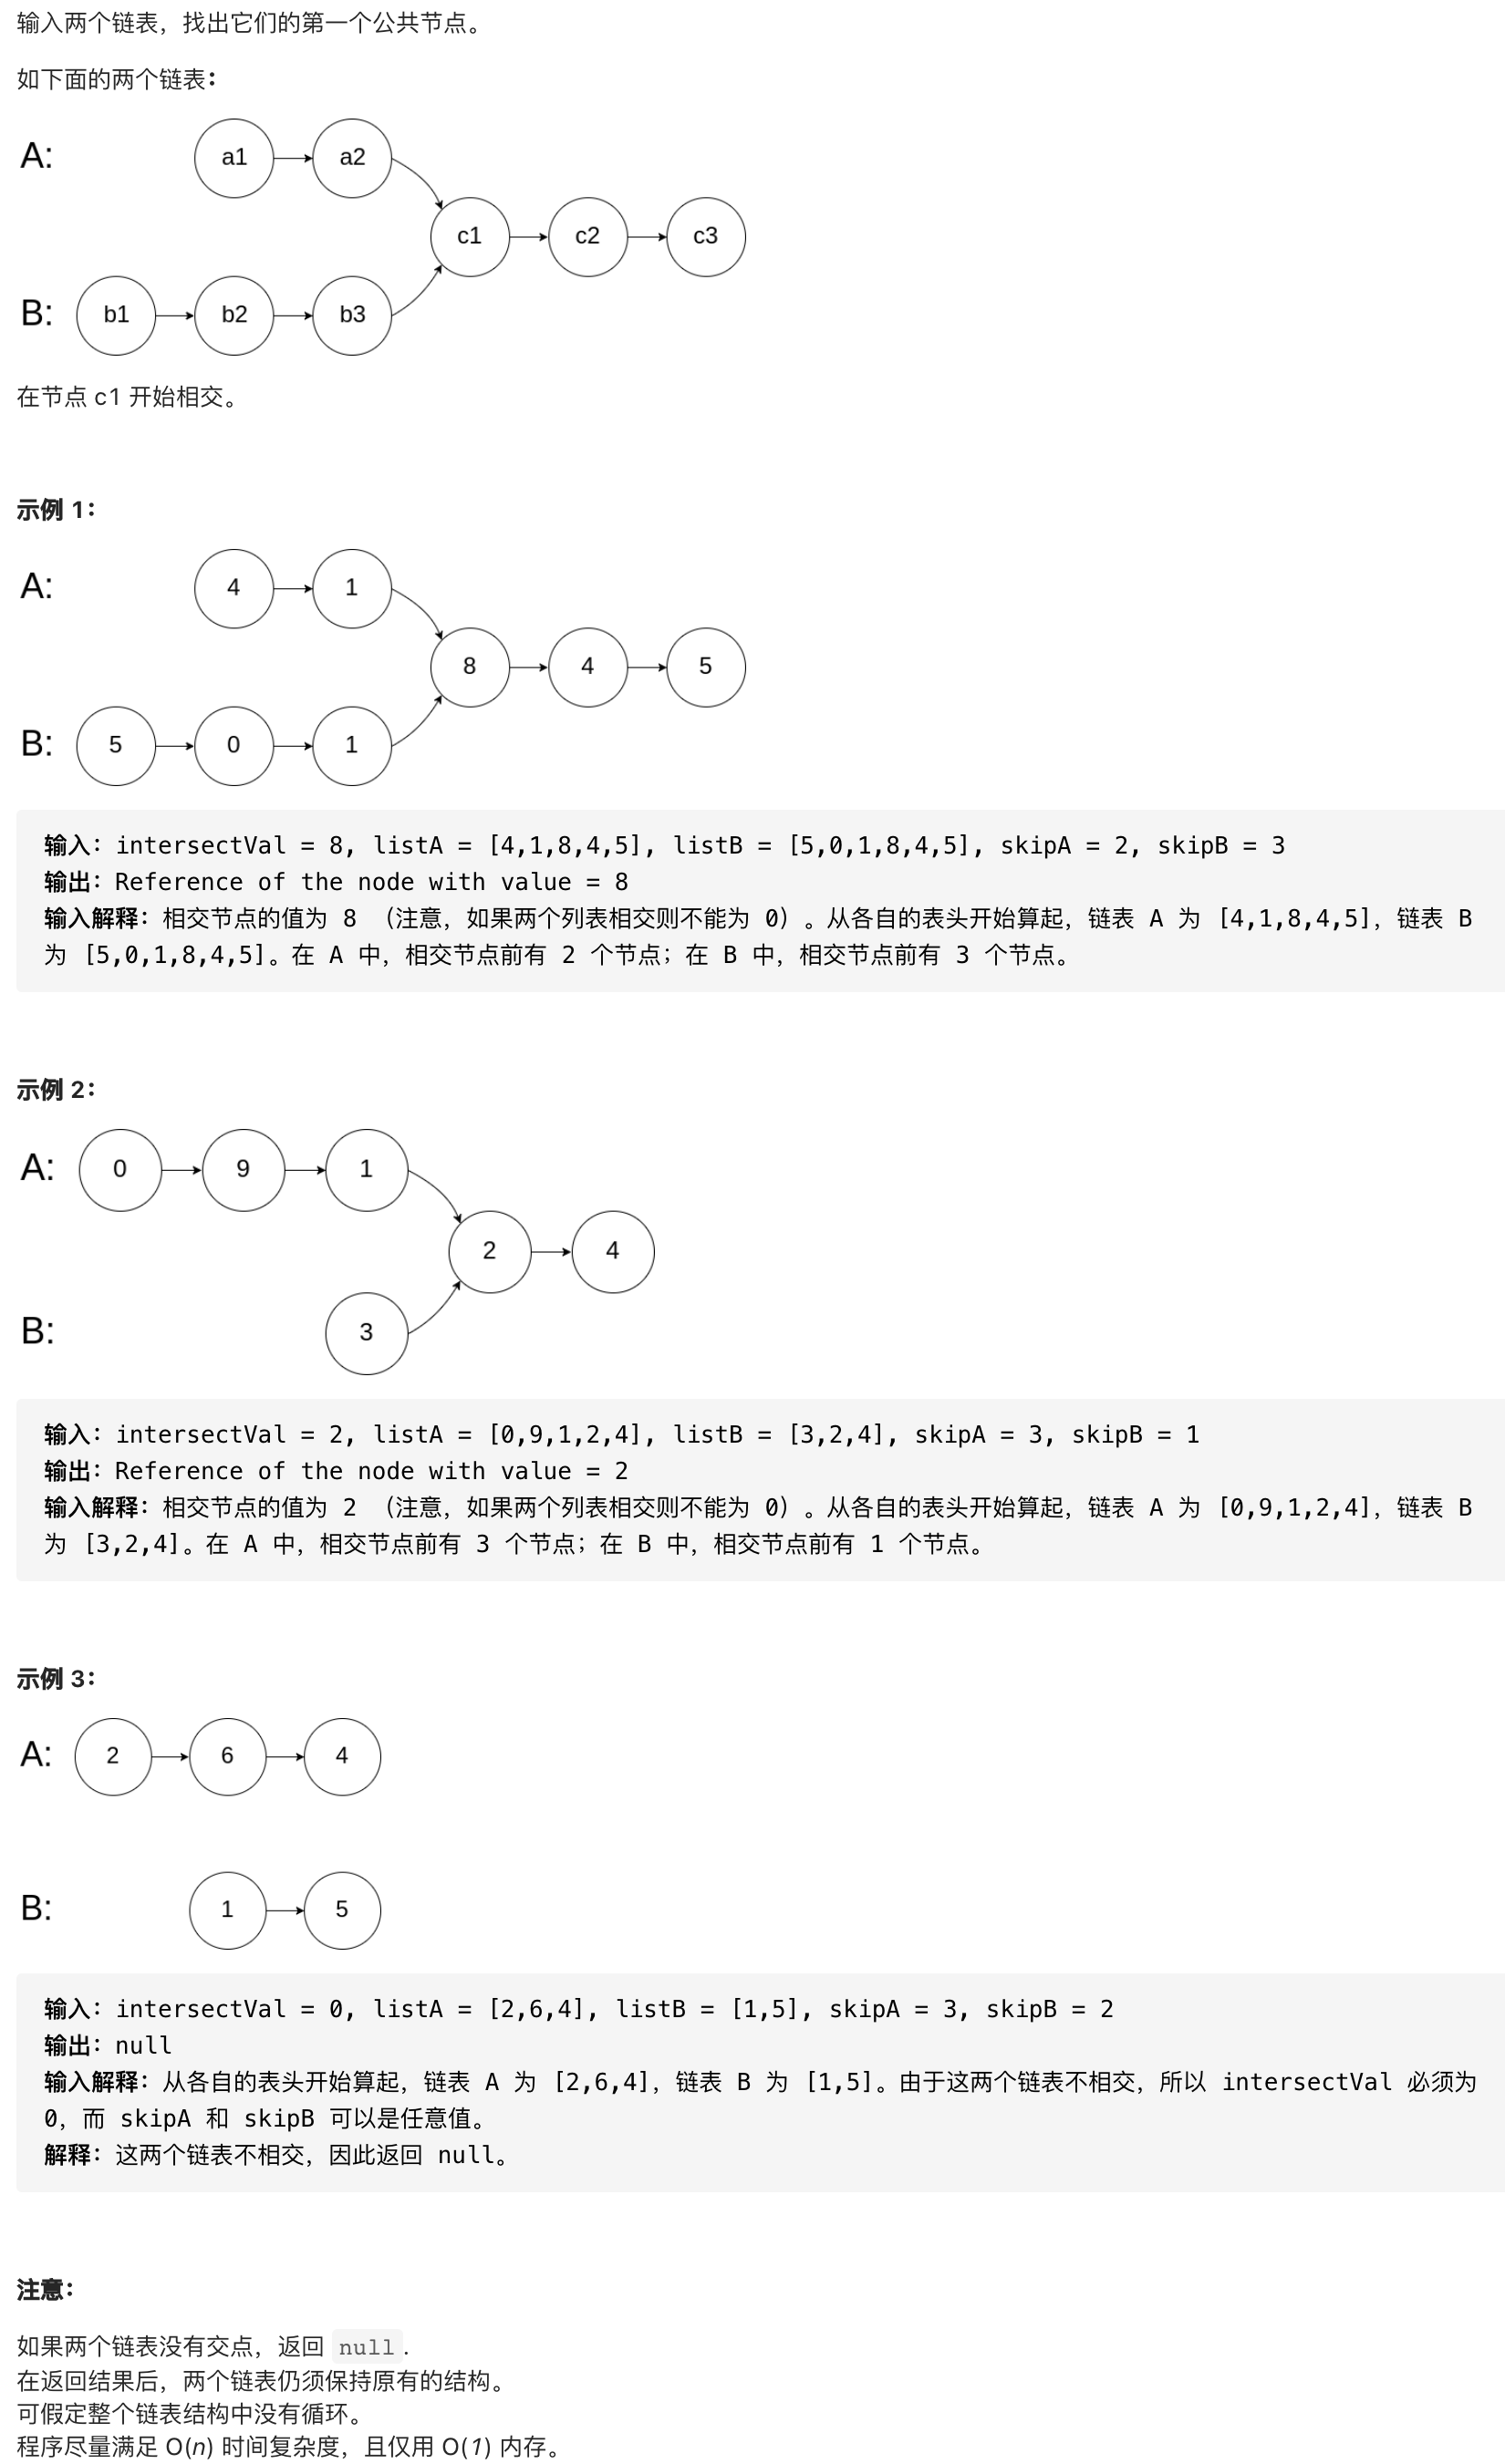 输入两个链表，找出它们的第一个公共节点。
如下面的两个链表：
A:
a1
a2
c1
c2
c3
B:
b1
b2
b3
在节点 c1 开始相交。
示例 1：
A:
4
1
8
4
5
B:
5
0
1
输入：intersectVal = 8, listA = [4,1,8,4,5], listB = [5,0,1,8,4,5], skipA = 2, skipB = 3
输出：Reference of the node with value = 8
输入解释：相交节点的值为 8 （注意，如果两个列表相交则不能为 0）。从各自的表头开始算起，链表 A 为 [4,1,8,4,5]，链表 B
为 [5,0,1,8,4,5]。在 A 中，相交节点前有 2 个节点；在 B 中，相交节点前有 3 个节点。
示例 2：
A:
0
9
1
2
4
B:
3
输入：intersectVal = 2, listA = [0,9,1,2,4], listB = [3,2,4], skipA = 3, skipB = 1
输出：Reference of the node with value = 2
输入解释：相交节点的值为 2 （注意，如果两个列表相交则不能为 0）。从各自的表头开始算起，链表 A 为 [0,9,1,2,4]，链表 B
为 [3,2,4]。在 A 中，相交节点前有 3 个节点；在 B 中，相交节点前有 1 个节点。
示例 3：
A:
2
6
4
B:
1
5
输入：intersectVal = 0, listA = [2,6,4], listB = [1,5], skipA = 3, skipB = 2
输出：null
输入解释：从各自的表头开始算起，链表 A 为 [2,6,4]，链表 B 为 [1,5]。由于这两个链表不相交，所以 intersectVal 必须为
0，而 skipA 和 skipB 可以是任意值。
解释：这两个链表不相交，因此返回 null。
注意：
如果两个链表没有交点，返回 null.
在返回结果后，两个链表仍须保持原有的结构。
可假定整个链表结构中没有循环。
程序尽量满足 O(n) 时间复杂度，且仅用 O(1) 内存。